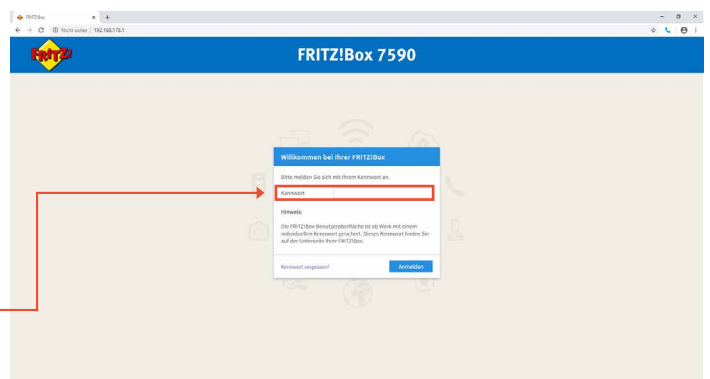 FRITZ!Box
Nicht sicher | 192.168.178.1
FRITZ!
FRITZ!Box 7590
Willkommen bei Ihrer FRITZ!Box
Bitte melden Sie sich mit Ihrem Kennwort an.
Kennwort
Hinweis:
Die FRITZ!Box-Benutzeroberfläche ist ab Werk mit einem
individuellen Kennwort gesichert. Dieses Kennwort finden Sie
auf der Unterseite Ihrer FRITZ!Box.
Kennwort vergessen?
Anmelden